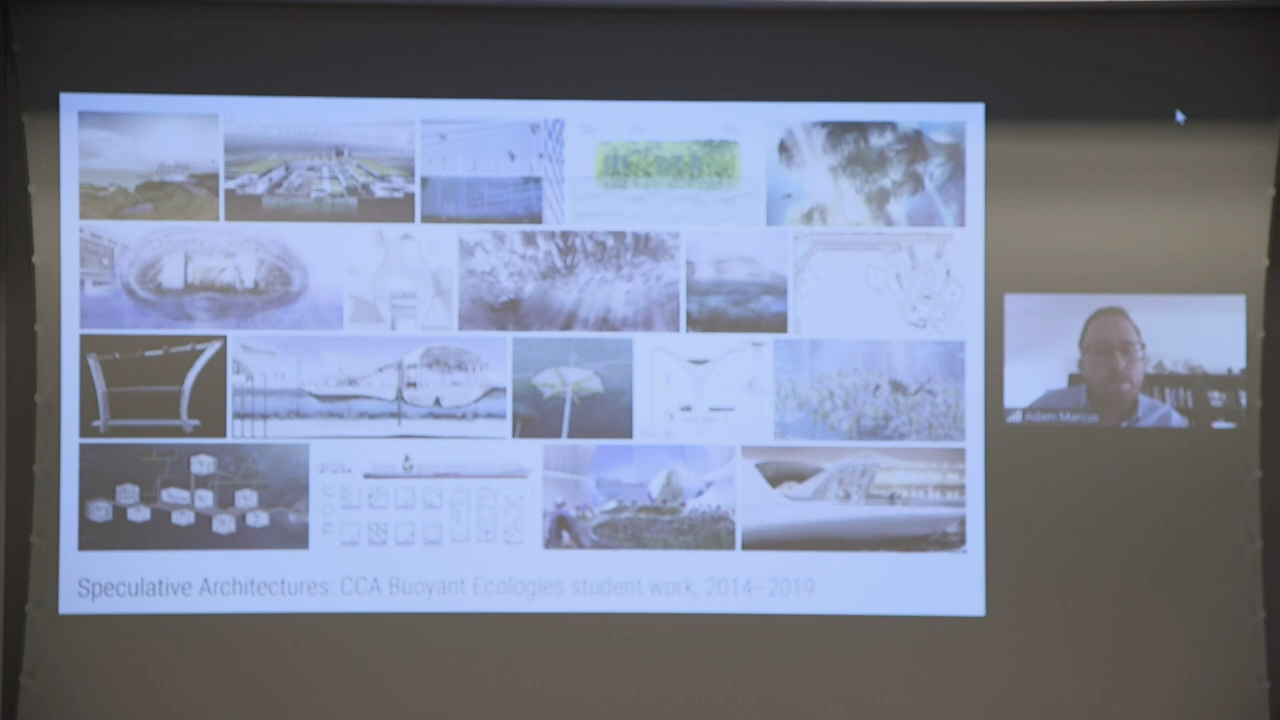 Speculative Architectures: CCA Buoyant Ecologies student work, 2014–2019
Adam Marcus